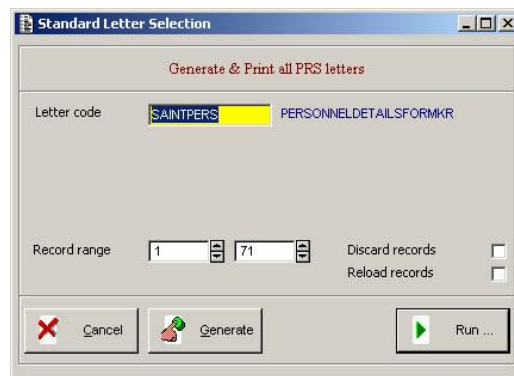 Standard Letter Selection
Generate & Print all PRS letters
Letter code SAINTPERS PERSONNELDETAILSFORMKR
Record range 1 71 Discard records
Reload records
Cancel Generate Run ...